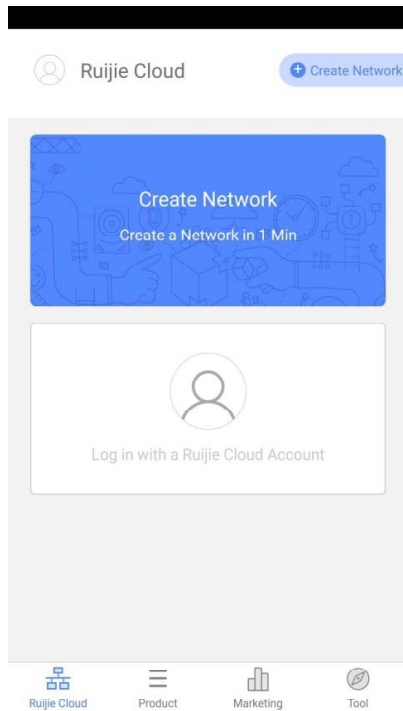 Ruijie Cloud
Create Network
Create Network
Create a Network in 1 Min
Log in with a Ruijie Cloud Account
Ruijie Cloud
Product
Marketing
Tool